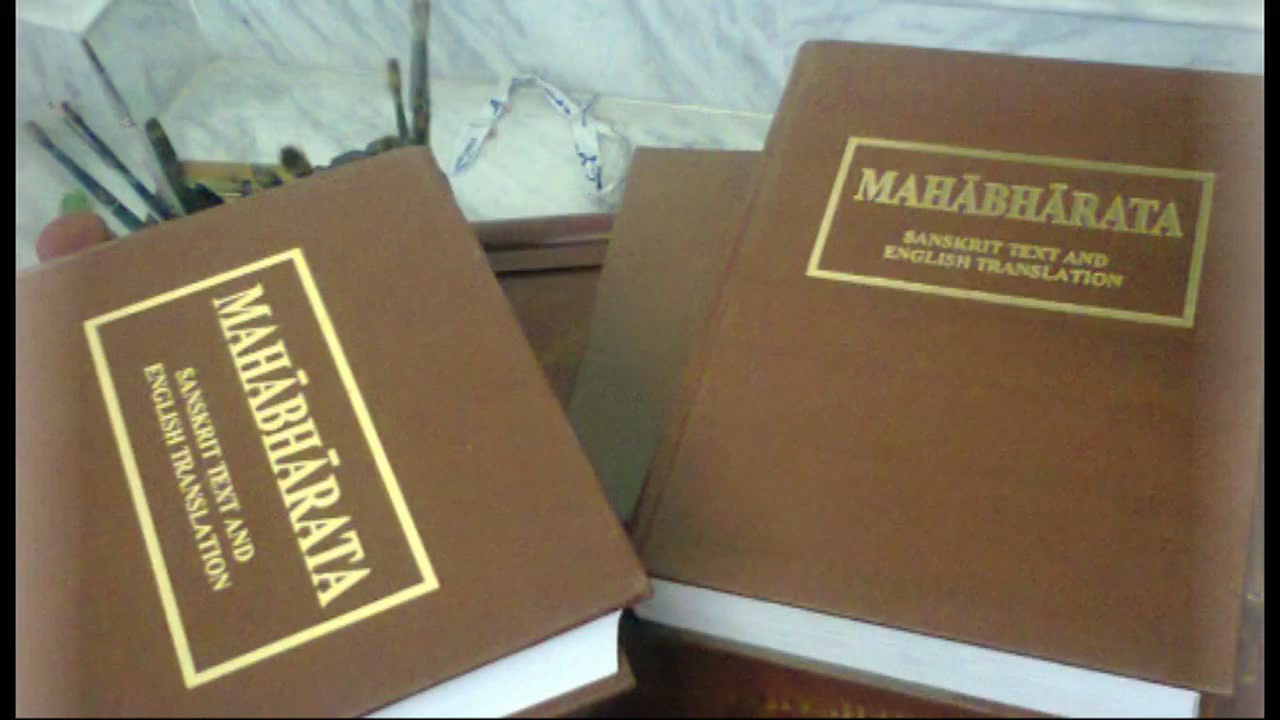 MAHĀBHĀRATA
SANSKRIT TEXT AND
ENGLISH TRANSLATION
MAHĀBHĀRATA
SANSKRIT TEXT AND
ENGLISH TRANSLATION